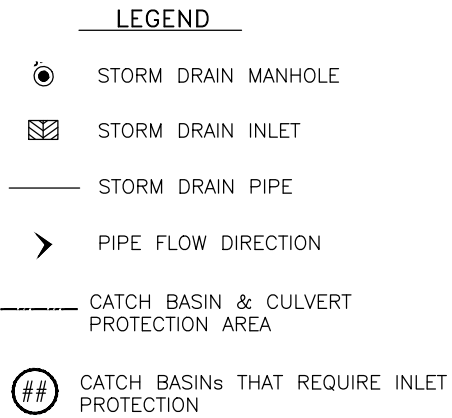 LEGEND
STORM DRAIN MANHOLE
STORM DRAIN INLET
STORM DRAIN PIPE
PIPE FLOW DIRECTION
CATCH BASIN & CULVERT
PROTECTION AREA
## CATCH BASINs THAT REQUIRE INLET
PROTECTION